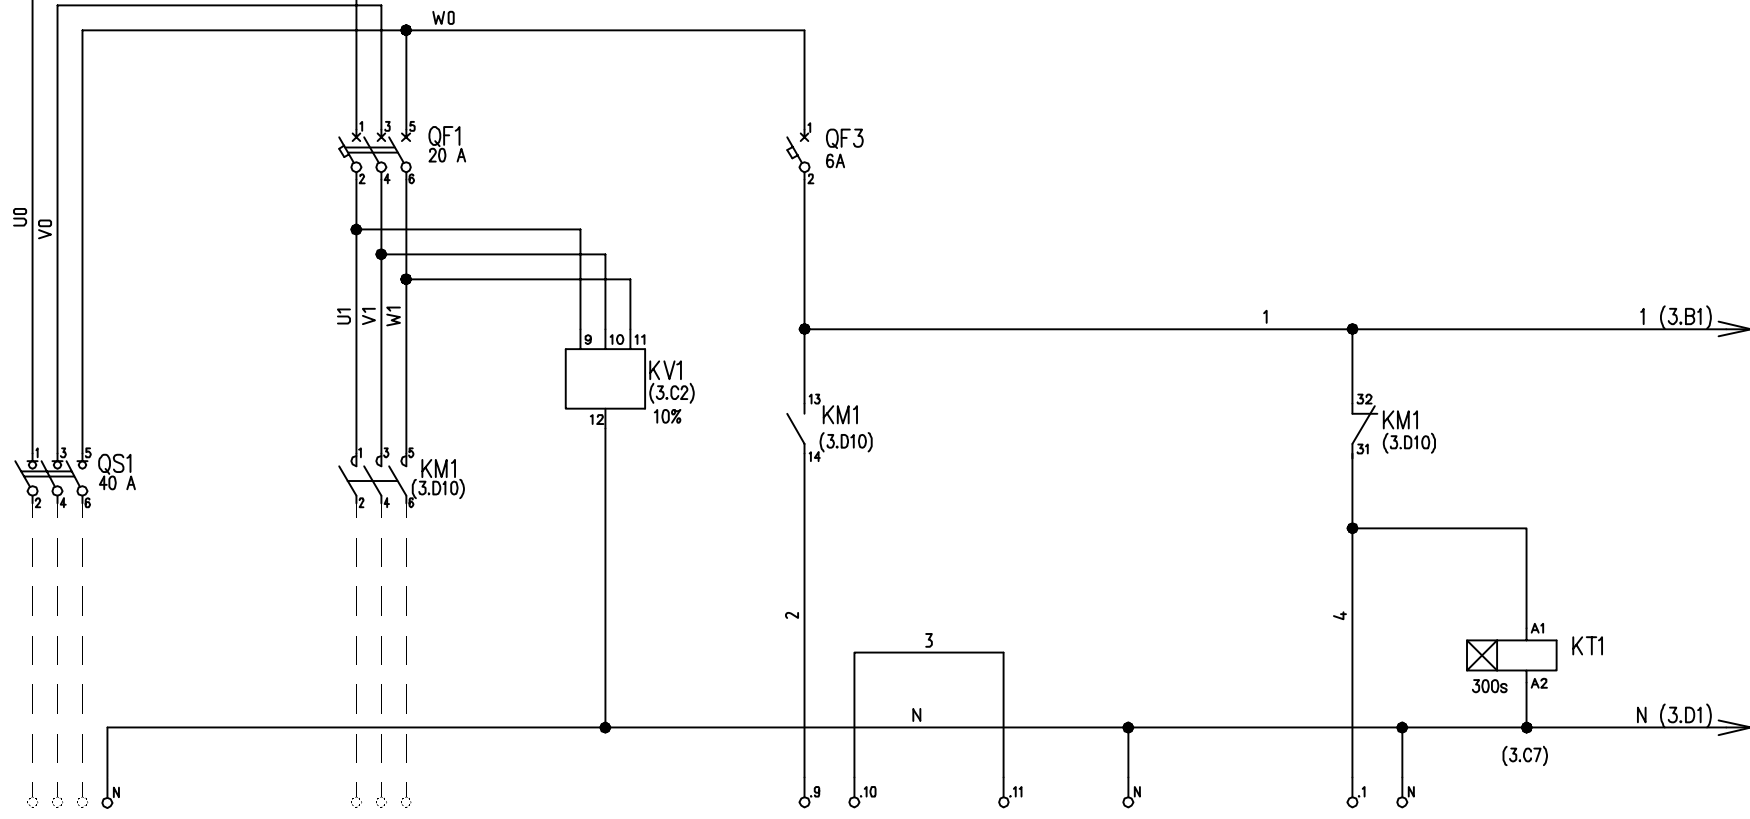 W0
1
3
5
QF1
20 A
2
4
6
1
QF3
6A
2
U0
V0
U1
V1
W1
1
1 (3.B1)
9
10
11
KV1
(3.C2)
10%
12
13
KM1
(3.D10)
14
32
KM1
(3.D10)
31
1
3
5
QS1
40 A
2
4
6
1
3
5
KM1
(3.D10)
2
4
6
2
3
4
A1
KT1
300s
A2
N
N (3.D1)
(3.C7)
N
.9
.10
.11
N
.1
N